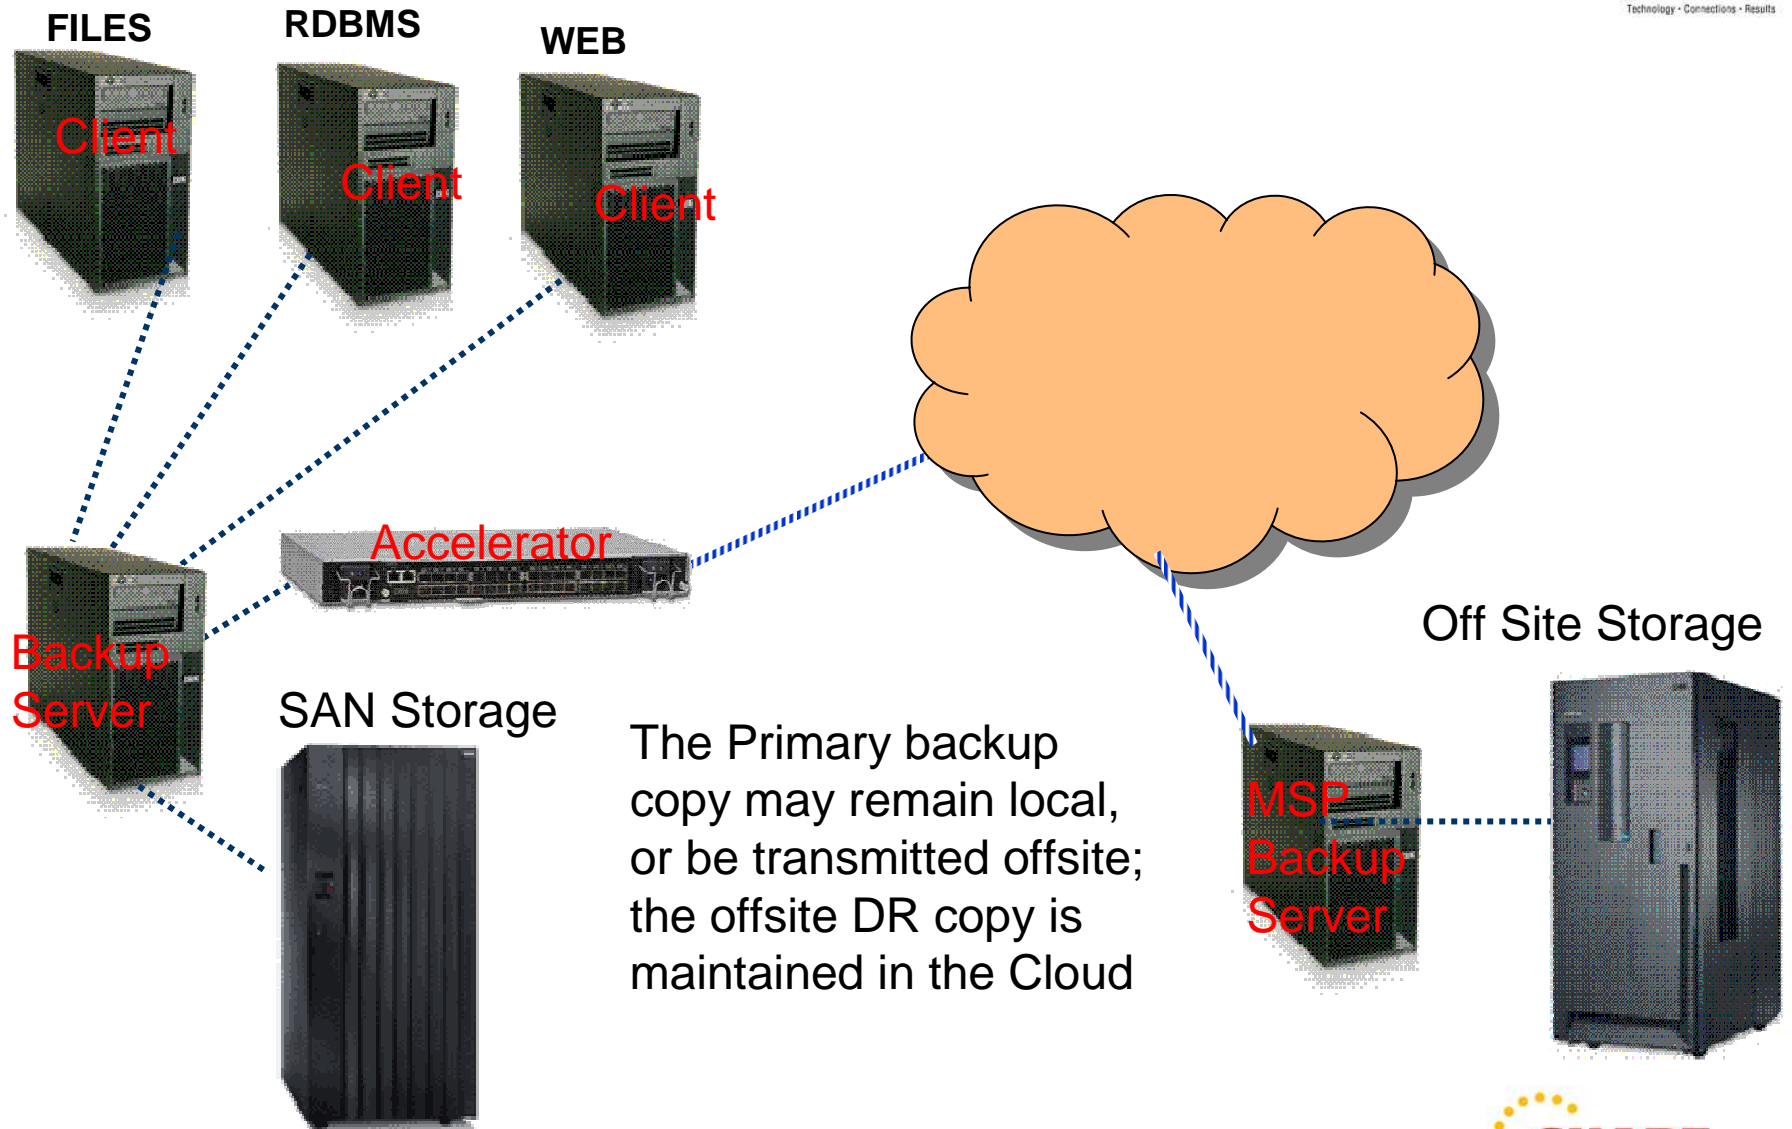 Technology • Connections • Results
FILES
RDBMS
WEB
Client
Client
Client
Accelerator
Backup
Server
SAN Storage
The Primary backup
copy may remain local,
or be transmitted offsite;
the offsite DR copy is
maintained in the Cloud
Off Site Storage
MSP
Backup
Server